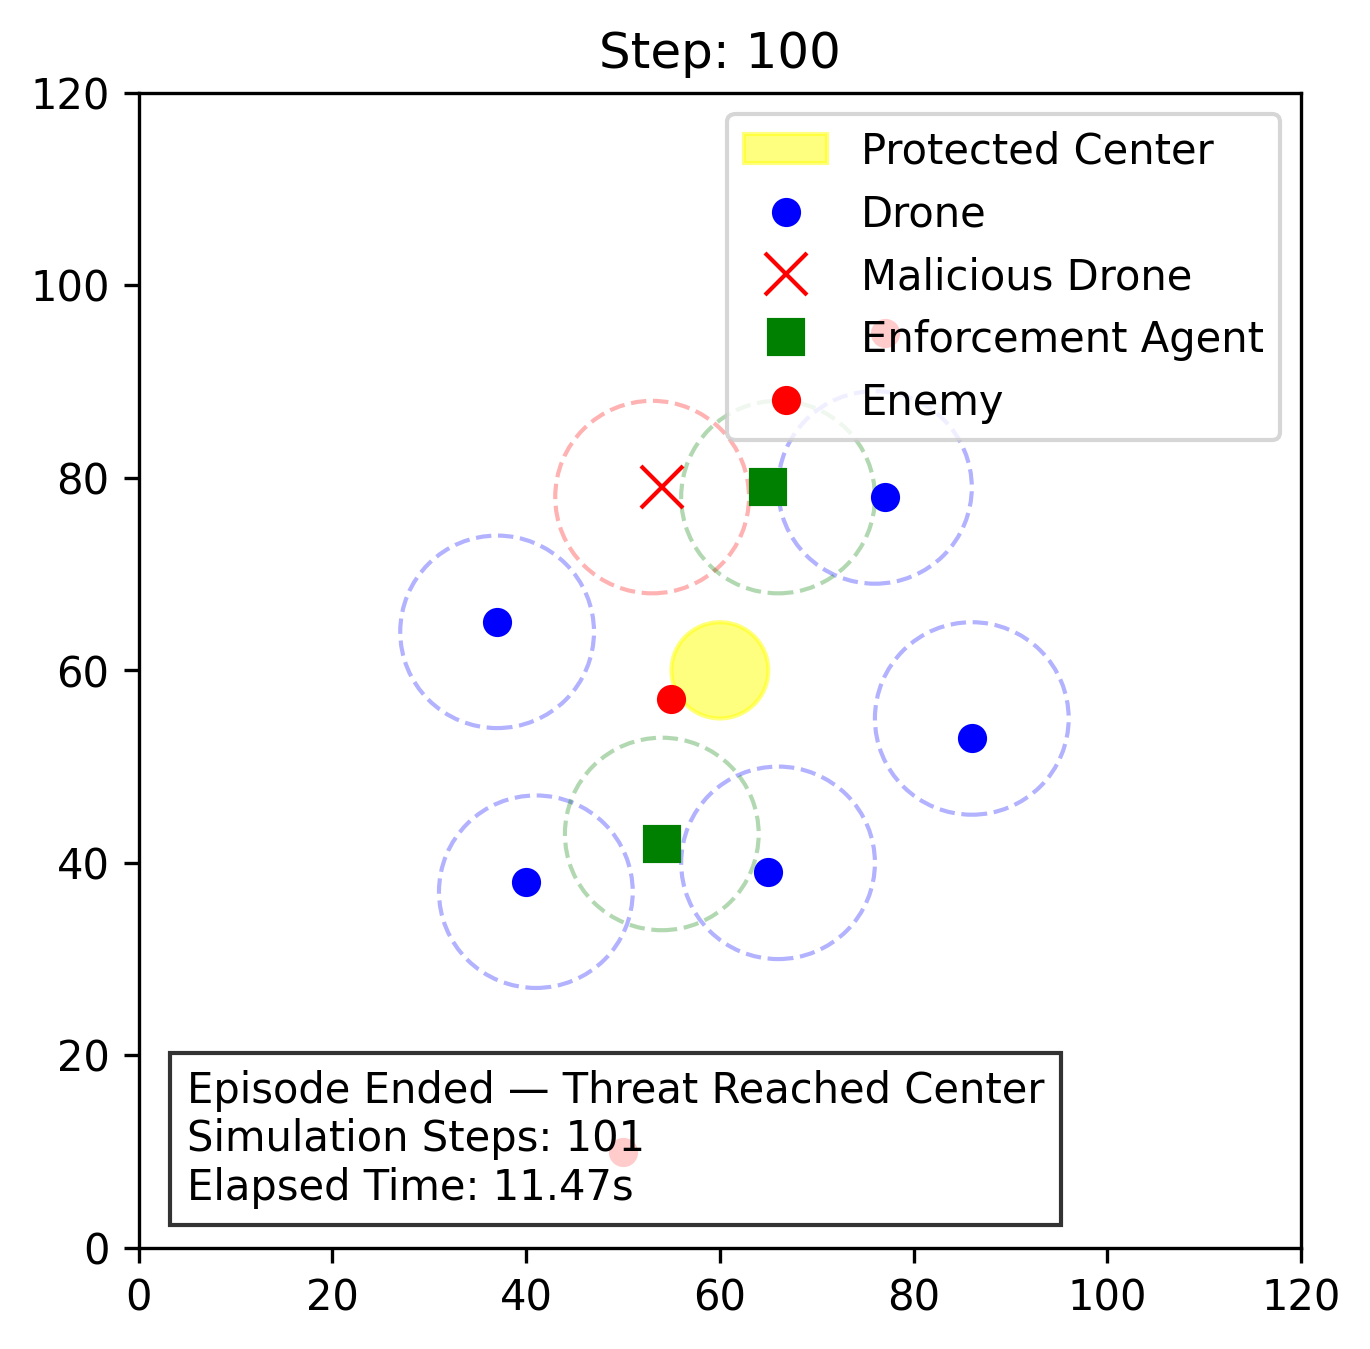 Step: 100
120
100
80
60
40
20
0
0 20 40 60 80 100 120
Protected Center
Drone
Malicious Drone
Enforcement Agent
Enemy
Episode Ended — Threat Reached Center
Simulation Steps: 101
Elapsed Time: 11.47s